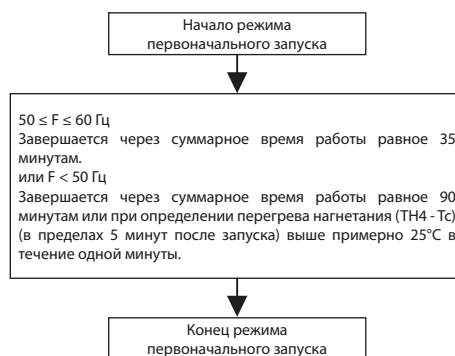 Начало режима
первоначального запуска
50 ≤ F ≤ 60 Гц
Завершается через суммарное время работы равное 35
минутам.
или F < 50 Гц
Завершается через суммарное время работы равное 90
минутам или при определении перегрева нагнетания (TH4 - Tc)
(в пределах 5 минут после запуска) выше примерно 25°C в
течение одной минуты.
Конец режима
первоначального запуска